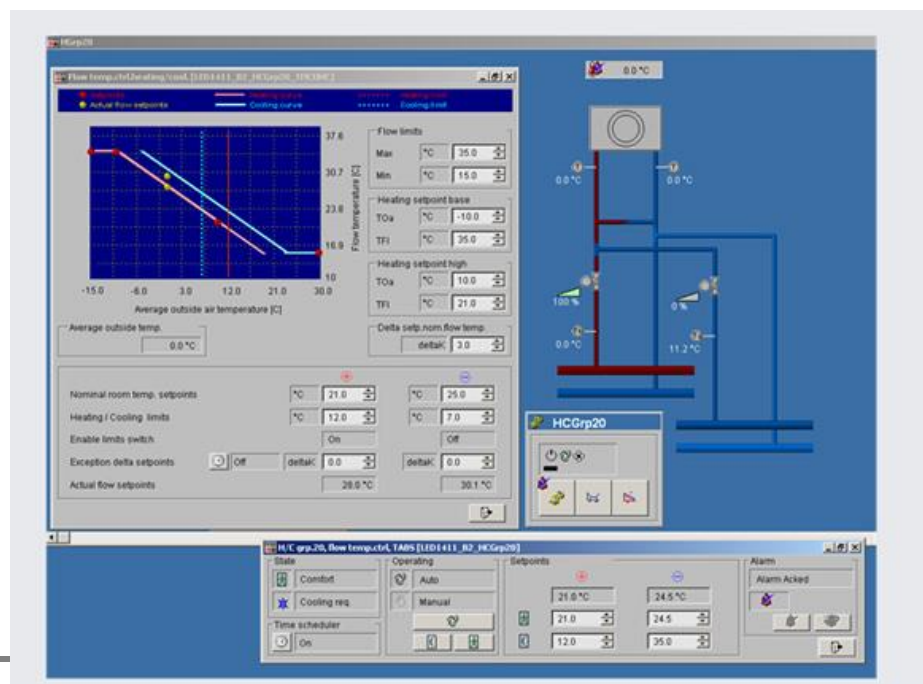 HGrp20
Flow temp.ctrl.heating/cool. [LED1411_B2_HCGrp20_TPICHC]
Setpoints
Heating curve
Heating limit
Actual flow setpoints
Cooling curve
Cooling limit
37.6
30.7
23.8
16.9
10
Flow temperature [C]
-15.0 -6.0 3.0 12.0 21.0 30.0
Average outside air temperature [C]
Flow limits
Max °C 35.0
Min °C 15.0
Heating setpoint base
TOa °C -10.0
TFl °C 35.0
Heating setpoint high
TOa °C 10.0
TFl °C 21.0
Average outside temp.
0.0 °C
Delta setp.nom.flow temp.
deltaK 3.0
Nominal room temp. setpoints °C 21.0 °C 25.0
Heating / Cooling limits °C 12.0 °C 7.0
Enable limits switch On Off
Exception delta setpoints Off deltaK 0.0 deltaK 0.0
Actual flow setpoints 28.0 °C 30.1 °C
0.0 °C
T T
0.0 °C 0.0 °C
100 % 0 %
0.0 °C 11.2 °C
HCGrp20
H/C grp.20, flow temp.ctrl, TABS [LED1411_B2_HCGrp20]
State
Comfort
Cooling req.
Time scheduler
On
Operating
Auto
Manual
Setpoints
21.0 °C 24.5 °C
21.0 24.5
12.0 35.0
Alarm
Alarm Acked